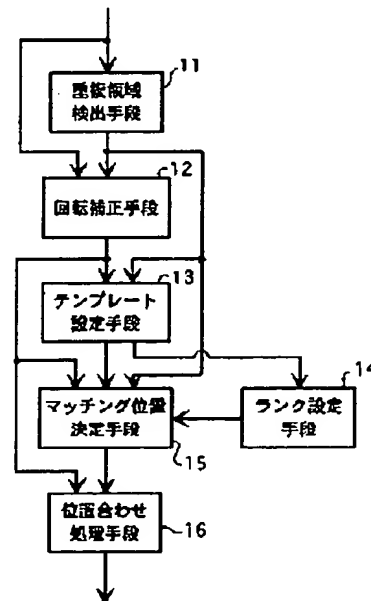 11
重複領域
検出手段
12
回転補正手段
13
テンプレート
設定手段
14
ランク設定
手段
マッチング位置
決定手段
15
位置合わせ
処理手段
16